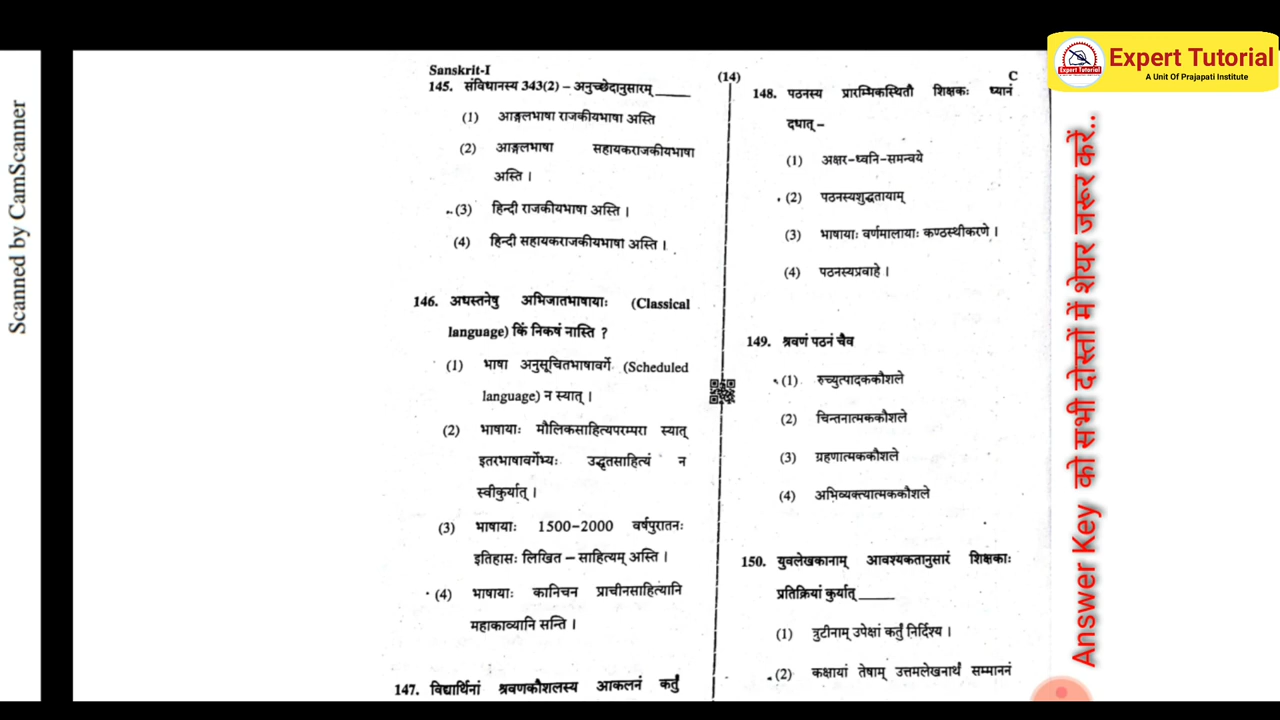 Scanned by CamScanner
Sanskrit-I
(14)
C
145. संविधानस्य 343(2) – अनुच्छेदानुसारम् _____
(1) आङ्गलभाषा राजकीयभाषा अस्ति
(2) आङ्गलभाषा सहायकराजकीयभाषा
अस्ति ।
(3) हिन्दी राजकीयभाषा अस्ति ।
(4) हिन्दी सहायकराजकीयभाषा अस्ति ।
146. अधस्तनेषु अभिजातभाषायाः (Classical
language) किं निकषं नास्ति ?
(1) भाषा अनुसूचितभाषावर्गे (Scheduled
language) न स्यात् ।
(2) भाषायाः मौलिकसाहित्यपरम्परा स्यात्
इतरभाषावर्गेभ्यः उद्धृतसाहित्यं न
स्वीकुर्यात् ।
(3) भाषायाः 1500-2000 वर्षपुरातनः
इतिहासः लिखित – साहित्यम् अस्ति ।
(4) भाषायाः कानिचन प्राचीनसाहित्यानि
महाकाव्यानि सन्ति ।
147. विद्यार्थिनां श्रवणकौशलस्य आकलनं कर्तुं
148. पठनस्य प्रारम्भिकस्थितौ शिक्षकः ध्यानं
दधात् –
(1) अक्षर-ध्वनि-समन्वये
(2) पठनस्यशुद्धतायाम्
(3) भाषायाः वर्णमालायाः कण्ठस्थीकरणे ।
(4) पठनस्यप्रवाहे ।
149. श्रवणं पठनं चैव
(1) रुच्युत्पादककौशले
(2) चिन्तनात्मककौशले
(3) ग्रहणात्मककौशले
(4) अभिव्यक्त्यात्मककौशले
150. युवलेखकानाम् आवश्यकतानुसारं शिक्षकाः
प्रतिक्रियां कुर्यात् _____
(1) त्रुटीनाम् उपेक्षां कर्तुं निर्दिश्य ।
(2) कक्षायां तेषाम् उत्तमलेखनार्थं सम्माननं
Expert Tutorial
Expert Tutorial
A Unit Of Prajapati Institute
Answer Key को सभी दोस्तों में शेयर जरूर करें..